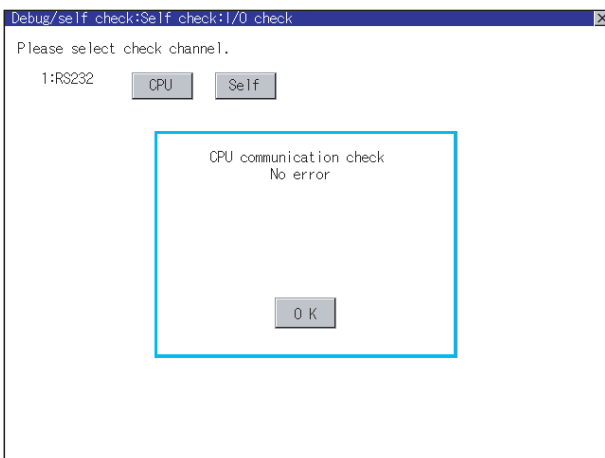 Debug/self check:Self check:I/O check
Please select check channel.
1:RS232 CPU Self
CPU communication check
No error
O K